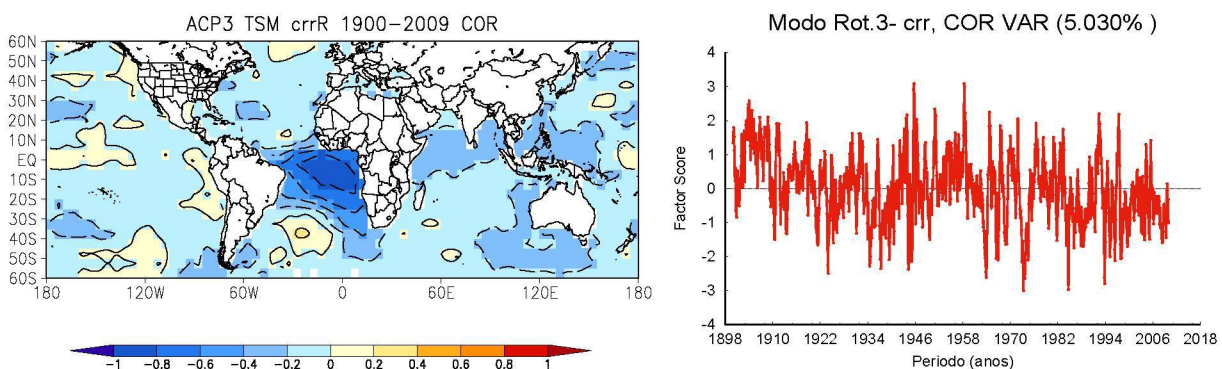 ACP3 TSM crrR 1900-2009 COR
60N
50N
40N
30N
20N
10N
EQ
10S
20S
30S
40S
50S
60S
180 120W 60W 0 60E 120E 180
-1 -0.8 -0.6 -0.4 -0.2 0 0.2 0.4 0.6 0.8 1
Modo Rot.3- crr, COR VAR (5.030% )
Factor Score
4
3
2
1
0
-1
-2
-3
-4
1898 1910 1922 1934 1946 1958 1970 1982 1994 2006 2018
Periodo (anos)